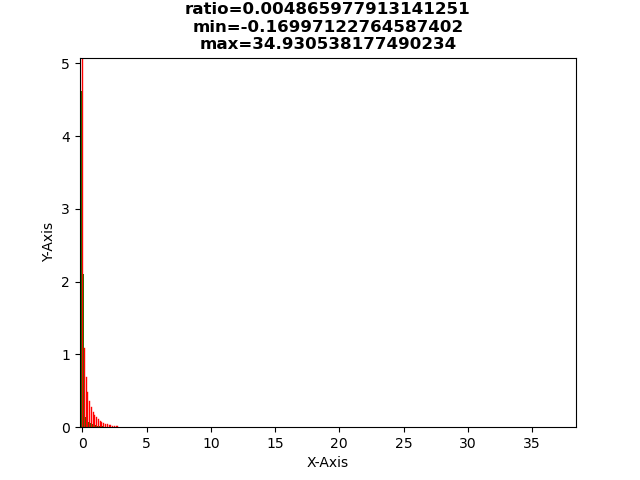 ratio=0.004865977913141251
min=-0.16997122764587402
max=34.930538177490234
5
4
3
2
1
0
Y-Axis
0 5 10 15 20 25 30 35
X-Axis